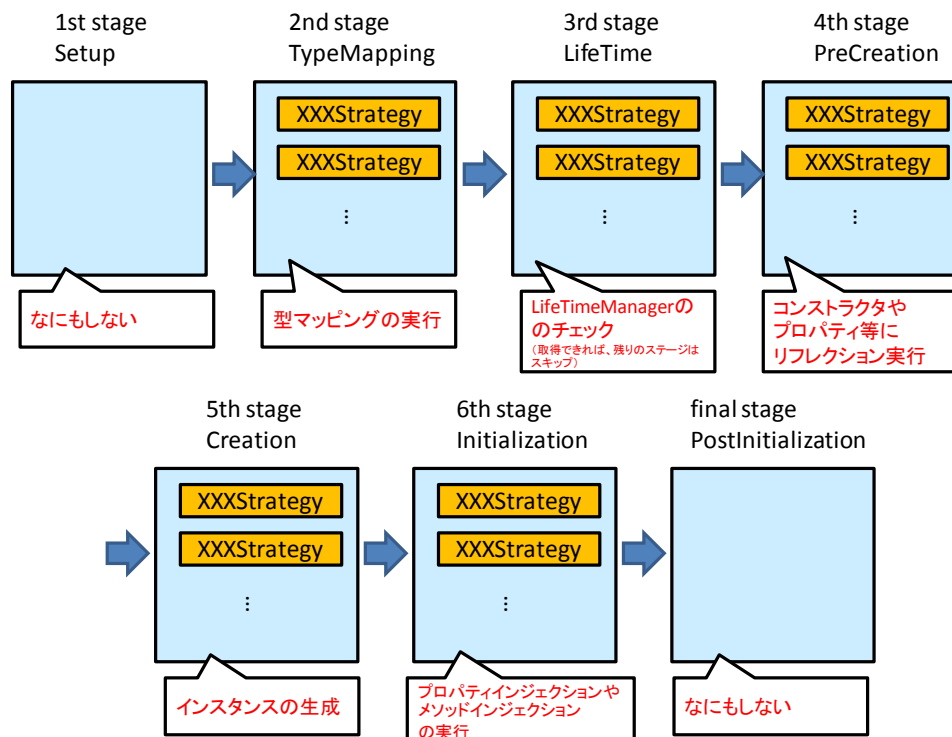 1st stage
Setup
2nd stage
TypeMapping
3rd stage
LifeTime
4th stage
PreCreation
XXXStrategy
XXXStrategy
…
XXXStrategy
XXXStrategy
…
XXXStrategy
XXXStrategy
…
なにもしない
型マッピングの実行
LifeTimeManagerの
のチェック
(取得できれば、残りのステージは
スキップ)
コンストラクタや
プロパティ等に
リフレクション実行
5th stage
Creation
6th stage
Initialization
final stage
PostInitialization
XXXStrategy
XXXStrategy
…
XXXStrategy
XXXStrategy
…
インスタンスの生成
プロパティインジェクションや
メソッドインジェクション
の実行
なにもしない